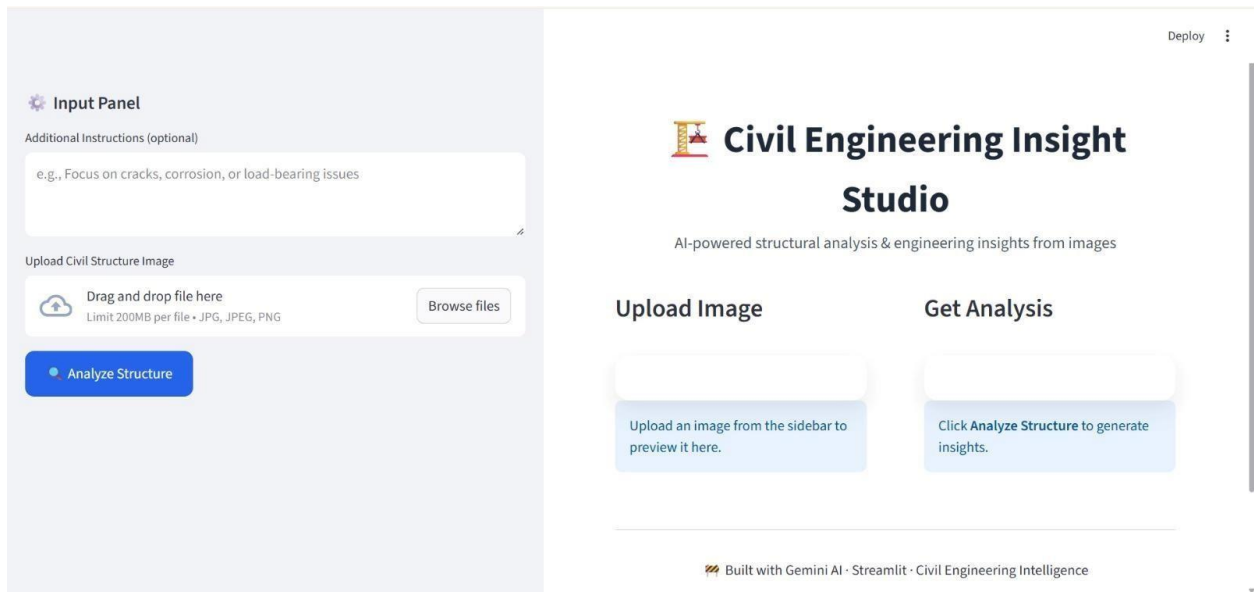 Deploy
Input Panel
Additional Instructions (optional)
e.g., Focus on cracks, corrosion, or load-bearing issues
Upload Civil Structure Image
Drag and drop file here
Limit 200MB per file • JPG, JPEG, PNG
Browse files
Analyze Structure
Civil Engineering Insight
Studio
AI-powered structural analysis & engineering insights from images
Upload Image
Upload an image from the sidebar to
preview it here.
Get Analysis
Click Analyze Structure to generate
insights.
Built with Gemini AI · Streamlit · Civil Engineering Intelligence